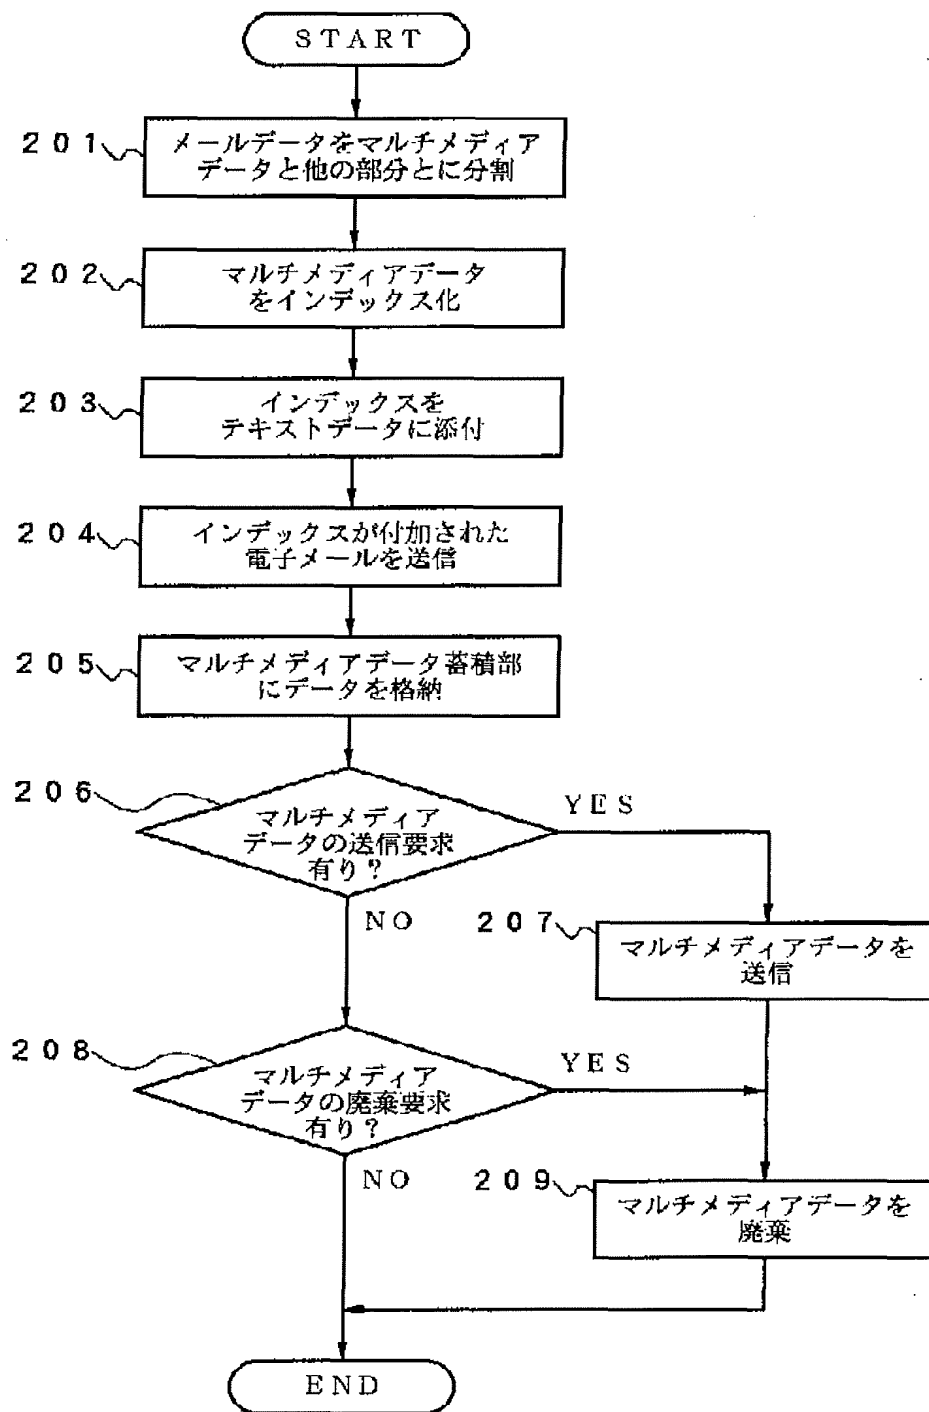 START
201
メールデータをマルチメディア
データと他の部分とに分割
202
マルチメディアデータ
をインデックス化
203
インデックスを
テキストデータに添付
204
インデックスが付加された
電子メールを送信
205
マルチメディアデータ蓄積部
にデータを格納
206
マルチメディア
データの送信要求
有り?
YES
NO
207
マルチメディアデータを
送信
208
マルチメディア
データの廃棄要求
有り?
YES
NO
209
マルチメディアデータを
廃棄
END